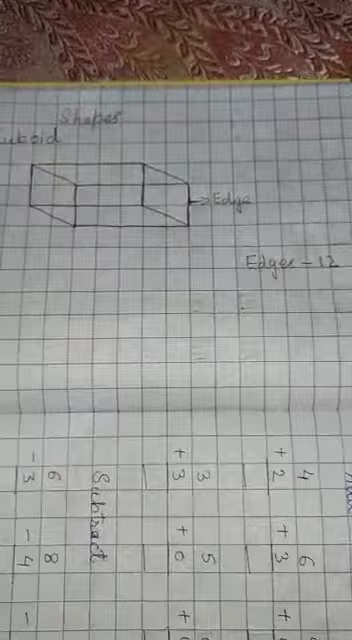 Shapes
uboid
→ Edge
Edges - 12
4 6
+ 2 + 3 +
3 5
+ 3 + 0 +
Subtract
6 8
- 3 - 4 -